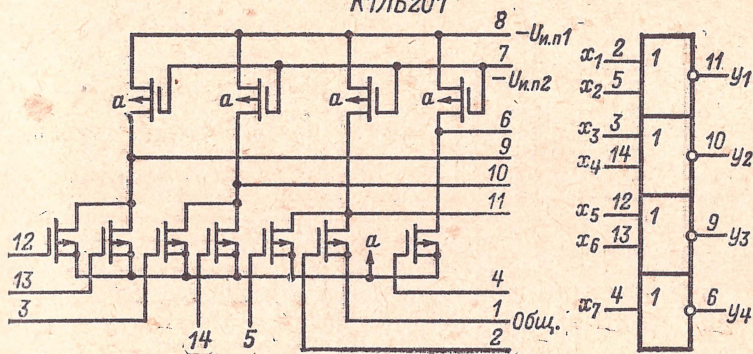 К1ЛБ201
8 -Uи.п1
7
-Uи.п2
a a a a
6
9
10
11
12
a
13
4
3
1 Общ.
14 5
2
x1 2 1 11 y1
x2 5
x3 3 1 10 y2
x4 14
x5 12 1 9 y3
x6 13
x7 4 1 6 y4